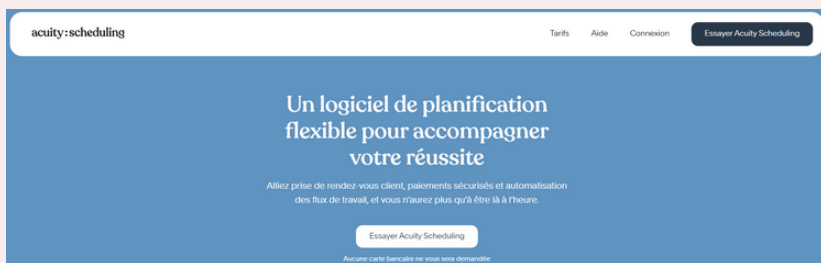 acuity:scheduling
Tarifs Aide Connexion Essayer Acuity Scheduling
Un logiciel de planification
flexible pour accompagner
votre réussite
Alliez prise de rendez-vous client, paiements sécurisés et automatisation
des flux de travail, et vous n'aurez plus qu'à être là à l'heure.
Essayer Acuity Scheduling
Aucune carte bancaire ne vous sera demandée